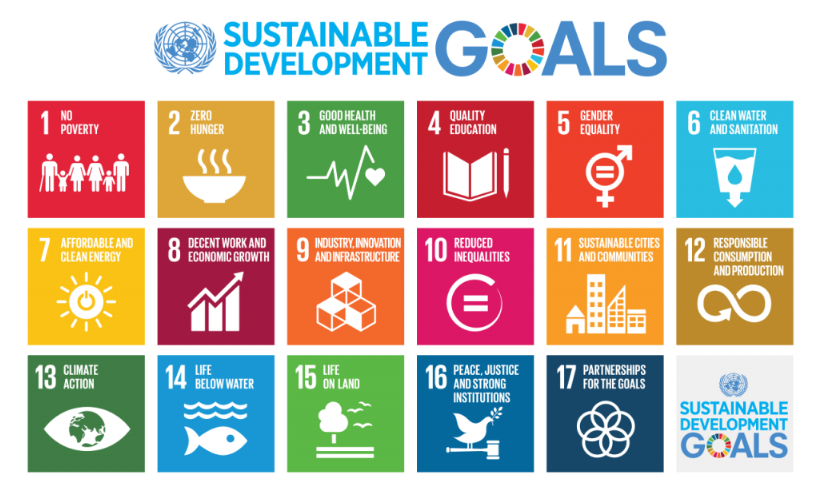 SUSTAINABLE
DEVELOPMENT
GOALS
1 NO
POVERTY
2 ZERO
HUNGER
3 GOOD HEALTH
AND WELL-BEING
4 QUALITY
EDUCATION
5 GENDER
EQUALITY
6 CLEAN WATER
AND SANITATION
7 AFFORDABLE AND
CLEAN ENERGY
8 DECENT WORK AND
ECONOMIC GROWTH
9 INDUSTRY, INNOVATION
AND INFRASTRUCTURE
10 REDUCED
INEQUALITIES
11 SUSTAINABLE CITIES
AND COMMUNITIES
12 RESPONSIBLE
CONSUMPTION
AND PRODUCTION
13 CLIMATE
ACTION
14 LIFE
BELOW WATER
15 LIFE
ON LAND
16 PEACE, JUSTICE
AND STRONG
INSTITUTIONS
17 PARTNERSHIPS
FOR THE GOALS
SUSTAINABLE
DEVELOPMENT
GOALS